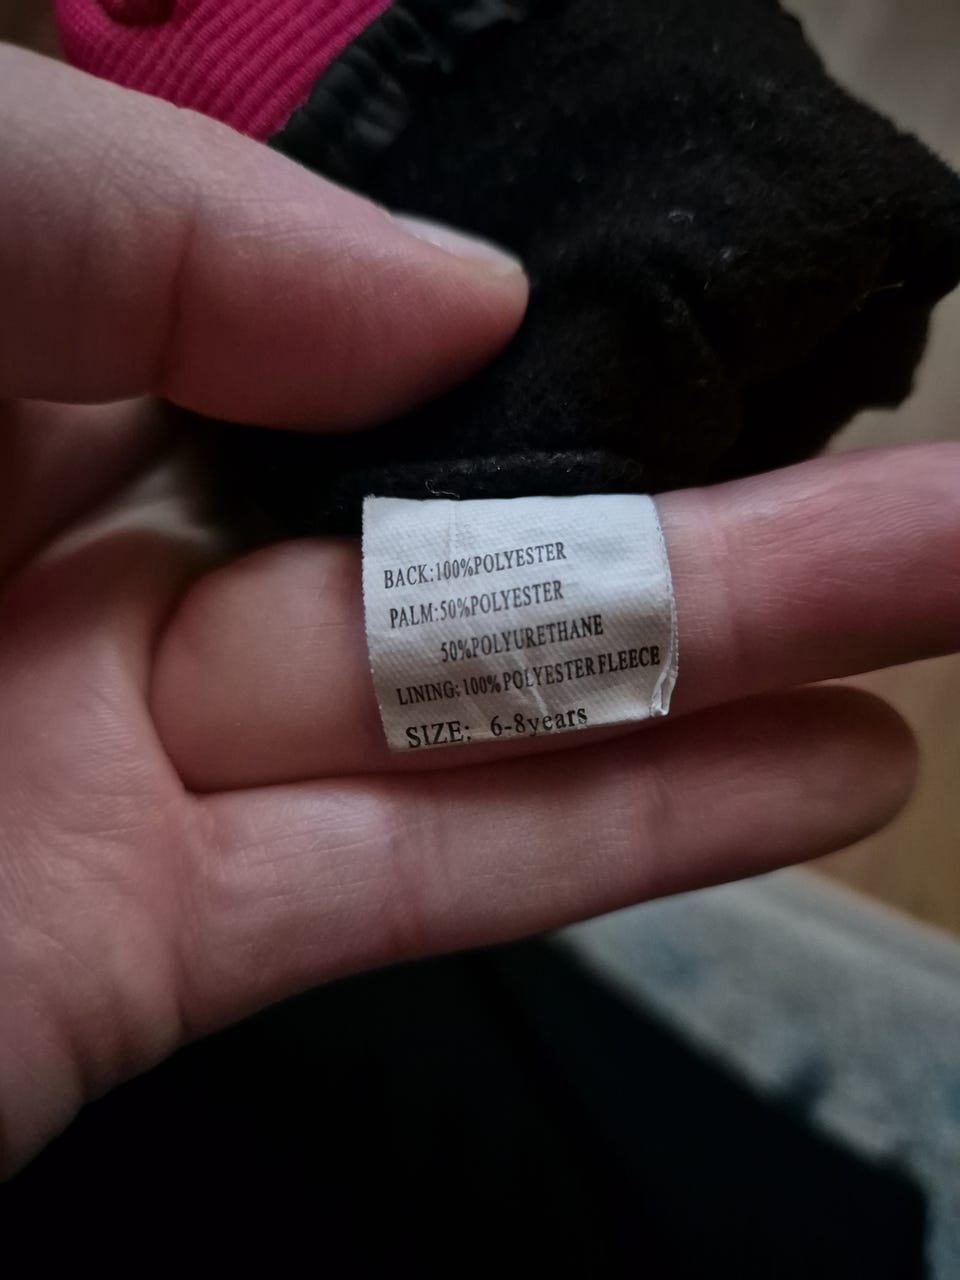 BACK:100%POLYESTER
PALM:50%POLYESTER
50%POLYURETHANE
LINING:100%POLYESTER FLEECE
SIZE: 6-8years